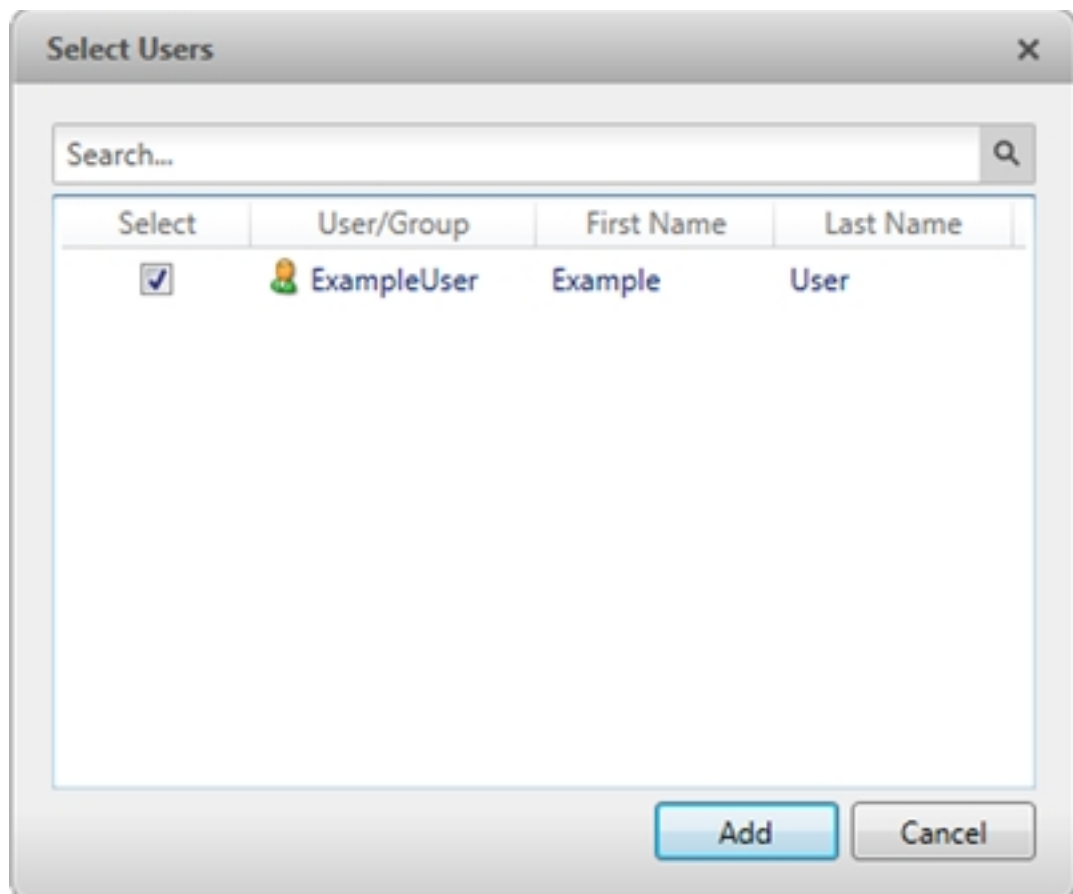 Select Users
Search...
Select User/Group First Name Last Name
ExampleUser Example User
Add Cancel